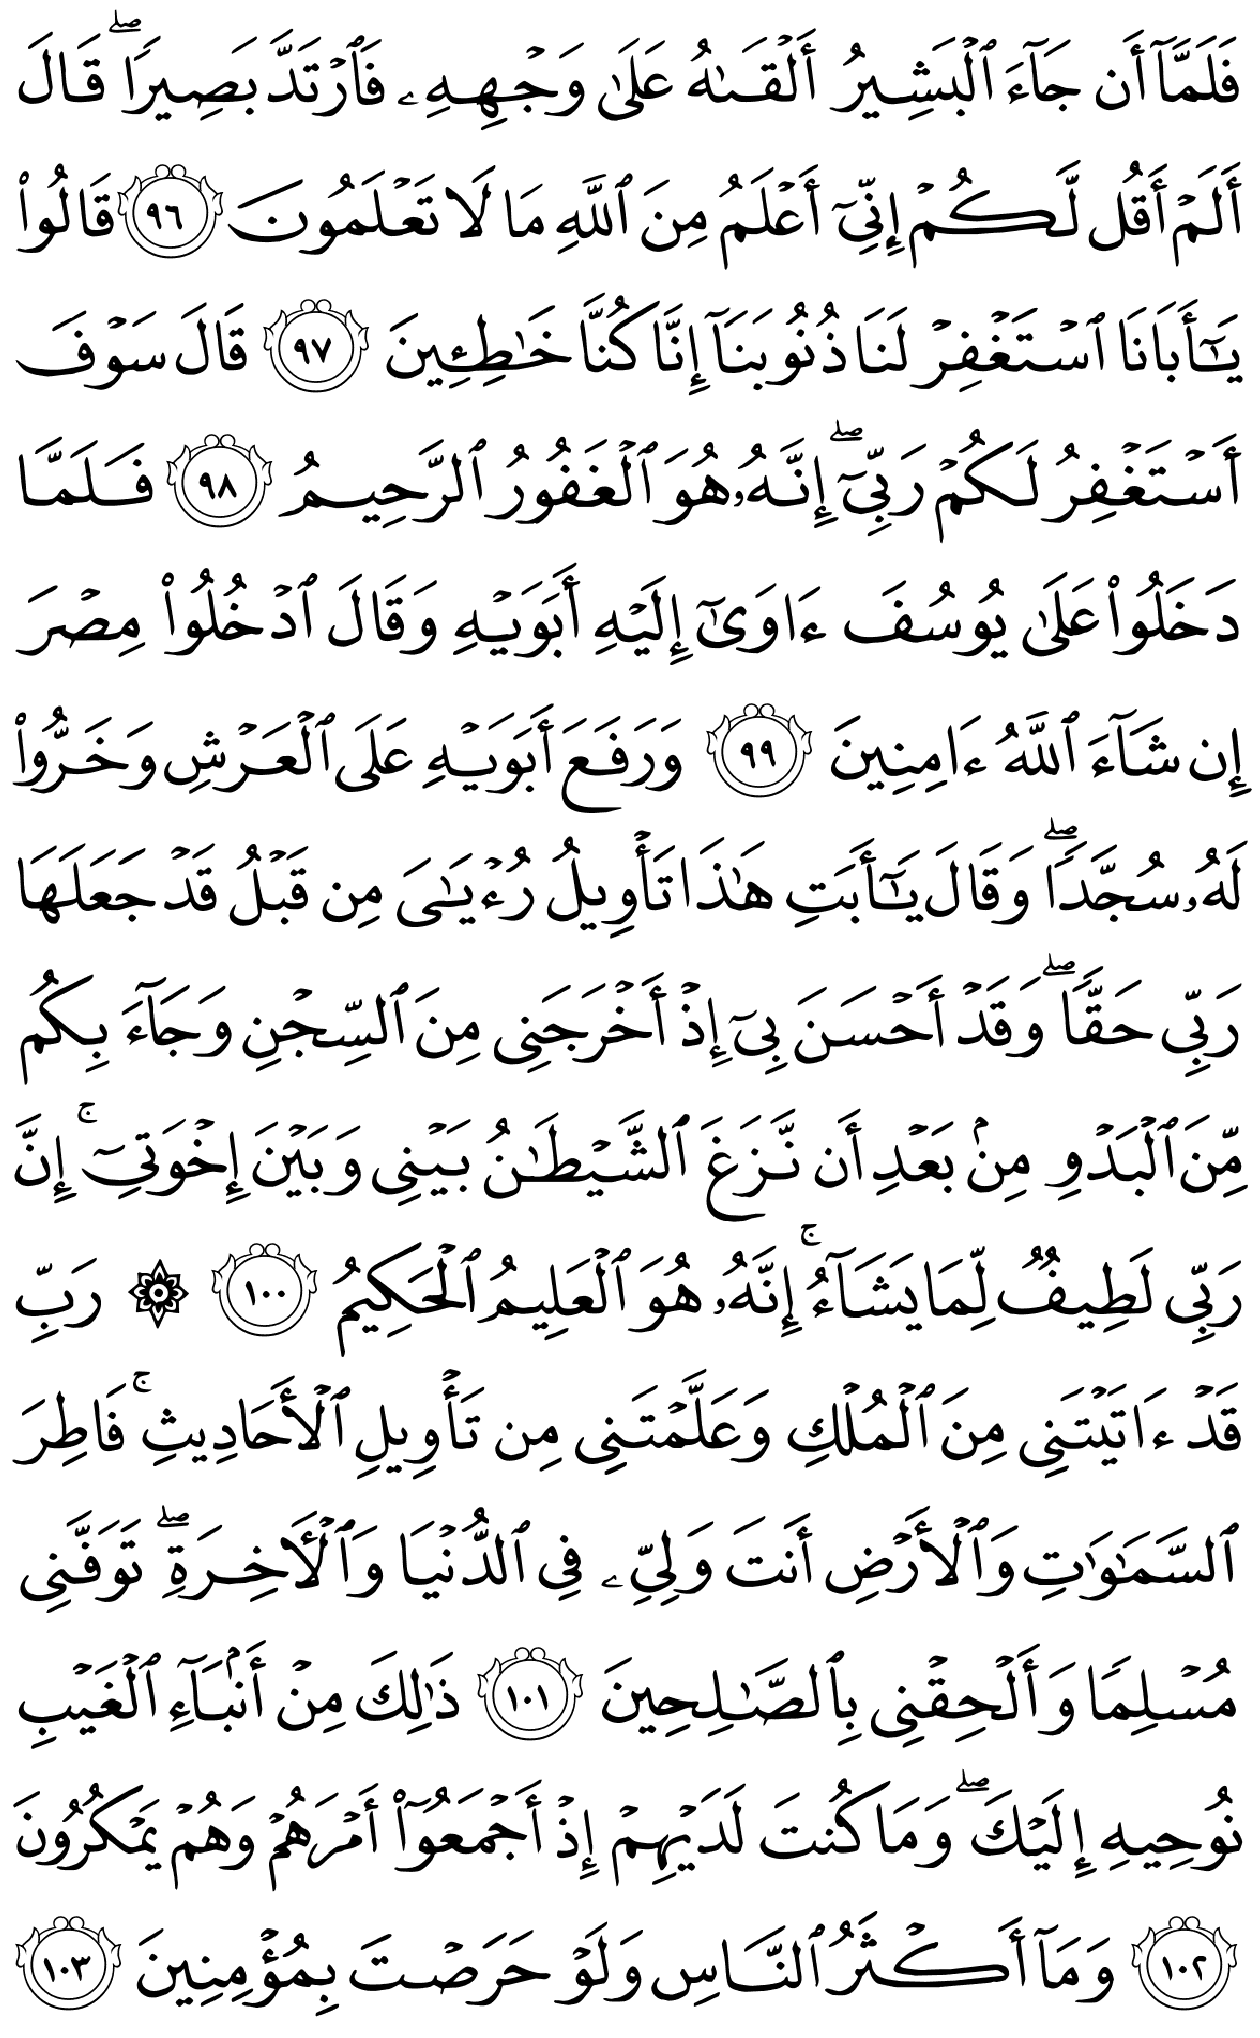 فَلَمَّآ أَن جَآءَ ٱلْبَشِيرُ أَلْقَىٰهُ عَلَىٰ وَجْهِهِۦ فَٱرْتَدَّ بَصِيرًاۖ قَالَ
أَلَمْ أَقُل لَّكُمْ إِنِّىٓ أَعْلَمُ مِنَ ٱللَّهِ مَا لَا تَعْلَمُونَ ٩٦ قَالُوا۟
يَـٰٓأَبَانَا ٱسْتَغْفِرْ لَنَا ذُنُوبَنَآ إِنَّا كُنَّا خَـٰطِـِٔينَ ٩٧ قَالَ سَوْفَ
أَسْتَغْفِرُ لَكُمْ رَبِّىٓۖ إِنَّهُۥ هُوَ ٱلْغَفُورُ ٱلرَّحِيمُ ٩٨ فَلَمَّا
دَخَلُوا۟ عَلَىٰ يُوسُفَ ءَاوَىٰٓ إِلَيْهِ أَبَوَيْهِ وَقَالَ ٱدْخُلُوا۟ مِصْرَ
إِن شَآءَ ٱللَّهُ ءَامِنِينَ ٩٩ وَرَفَعَ أَبَوَيْهِ عَلَى ٱلْعَرْشِ وَخَرُّوا۟
لَهُۥ سُجَّدًاۖ وَقَالَ يَـٰٓأَبَتِ هَـٰذَا تَأْوِيلُ رُءْيَـٰىَ مِن قَبْلُ قَدْ جَعَلَهَا
رَبِّى حَقًّاۖ وَقَدْ أَحْسَنَ بِىٓ إِذْ أَخْرَجَنِى مِنَ ٱلسِّجْنِ وَجَآءَ بِكُم
مِّنَ ٱلْبَدْوِ مِنۢ بَعْدِ أَن نَّزَغَ ٱلشَّيْطَـٰنُ بَيْنِى وَبَيْنَ إِخْوَتِىٓۚ إِنَّ
رَبِّى لَطِيفٌ لِّمَا يَشَآءُۚ إِنَّهُۥ هُوَ ٱلْعَلِيمُ ٱلْحَكِيمُ ١٠٠ ۞ رَبِّ
قَدْ ءَاتَيْتَنِى مِنَ ٱلْمُلْكِ وَعَلَّمْتَنِى مِن تَأْوِيلِ ٱلْأَحَادِيثِۚ فَاطِرَ
ٱلسَّمَـٰوَٰتِ وَٱلْأَرْضِ أَنتَ وَلِىِّۦ فِى ٱلدُّنْيَا وَٱلْـَٔاخِرَةِۖ تَوَفَّنِى
مُسْلِمًا وَأَلْحِقْنِى بِٱلصَّـٰلِحِينَ ١٠١ ذَٰلِكَ مِنْ أَنۢبَآءِ ٱلْغَيْبِ
نُوحِيهِ إِلَيْكَۖ وَمَا كُنتَ لَدَيْهِمْ إِذْ أَجْمَعُوٓا۟ أَمْرَهُمْ وَهُمْ يَمْكُرُونَ
١٠٢ وَمَآ أَكْثَرُ ٱلنَّاسِ وَلَوْ حَرَصْتَ بِمُؤْمِنِينَ ١٠٣